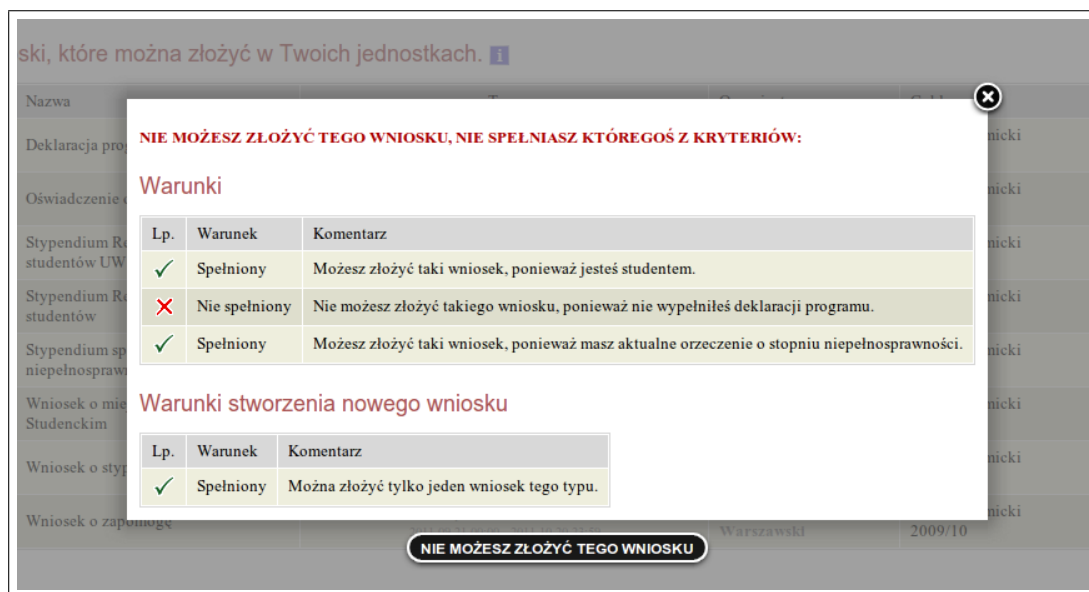 ski, które można złożyć w Twoich jednostkach. i
Nazwa
Deklaracja
nicki
Oświadczenie
nicki
Stypendium
nicki
studentów UW
Stypendium
nicki
studentów
Stypendium
nicki
Wniosek o
nicki
Studenckim
Wniosek o
nicki
Wniosek o zapomogę
nicki
Warszawski 2009/10
NIE MOŻESZ ZŁOŻYĆ TEGO WNIOSKU, NIE SPEŁNIASZ KTÓREGOŚ Z KRYTERIÓW:
Warunki
Lp. Warunek Komentarz
Spełniony Możesz złożyć taki wniosek, ponieważ jesteś studentem.
Nie spełniony Nie możesz złożyć takiego wniosku, ponieważ nie wypełniłeś deklaracji programu.
Spełniony Możesz złożyć taki wniosek, ponieważ masz aktualne orzeczenie o stopniu niepełnosprawności.
Warunki stworzenia nowego wniosku
Lp. Warunek Komentarz
Spełniony Można złożyć tylko jeden wniosek tego typu.
NIE MOŻESZ ZŁOŻYĆ TEGO WNIOSKU